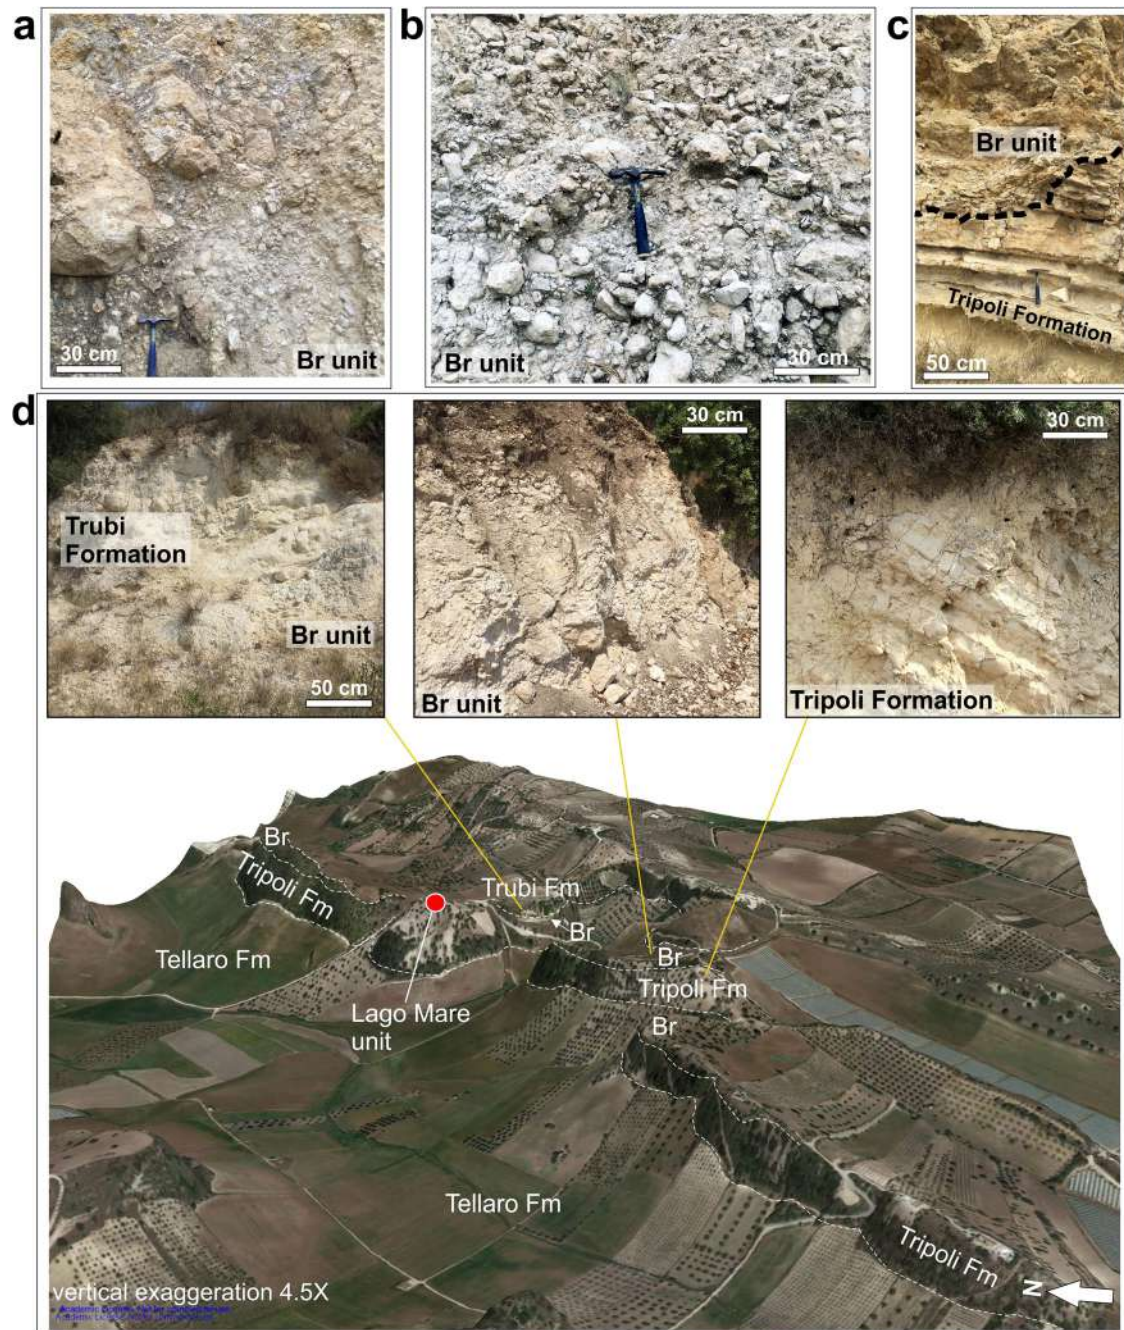 a
b
c
Br unit
Tripoli Formation
30 cm
Br unit
Br unit
30 cm
50 cm
d
Trubi
Formation
Br unit
50 cm
30 cm
Br unit
30 cm
Tripoli Formation
Br
Tripoli Fm
Trubi Fm
Br
Br
Tellaro Fm
Tripoli Fm
Lago Mare
unit
Br
Tellaro Fm
Tripoli Fm
N
vertical exaggeration 4.5X